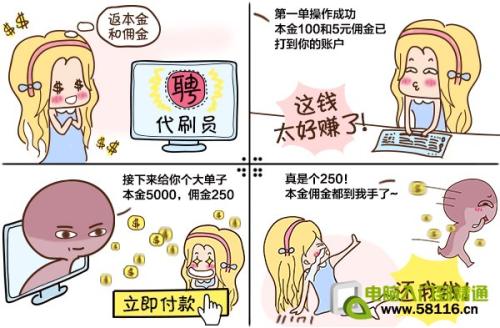 返本金
和佣金
聘
代刷员
第一单操作成功
本金100和5元佣金已
打到你的账户
这钱
太好赚了!
接下来给你个大单子
本金5000，佣金250
立即付款
真是个250!
本金佣金都到我手了~
还我钱!
www.58116.cn